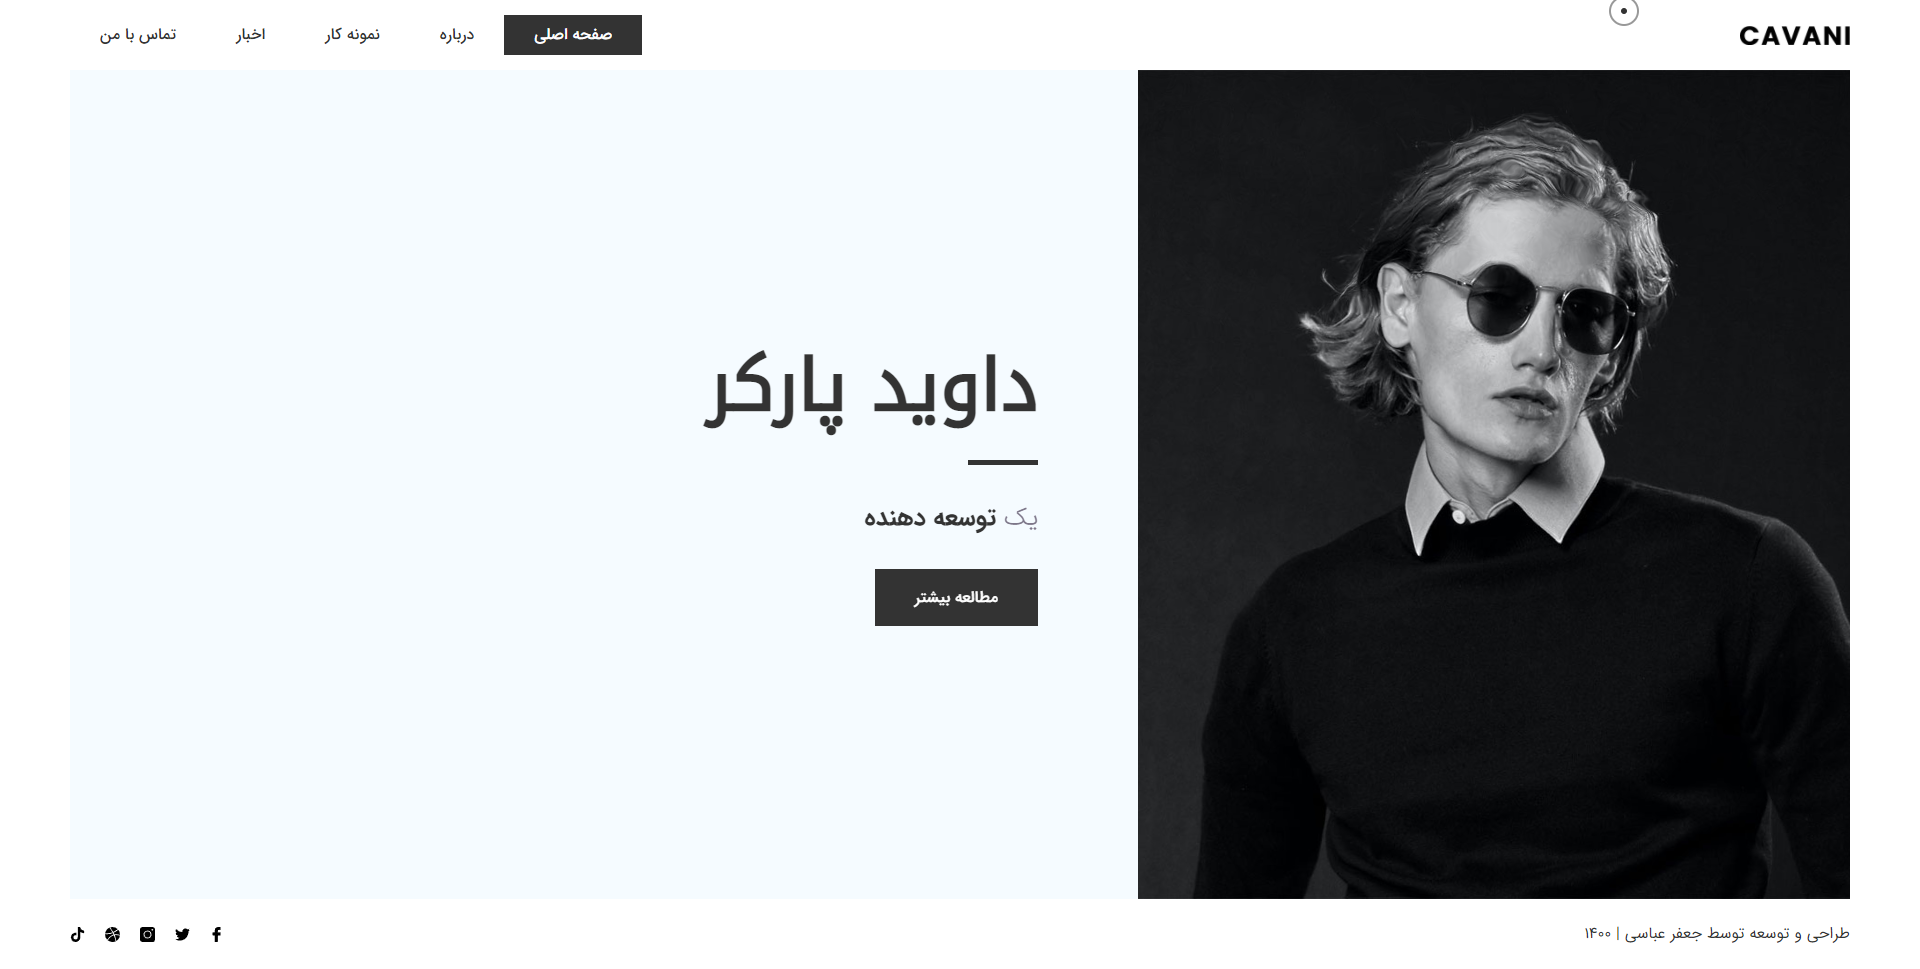 CAVANI
صفحه اصلی
درباره
نمونه کار
اخبار
تماس با من
داوید پارکر
یک توسعه دهنده
مطالعه بیشتر
طراحی و توسعه توسط جعفر عباسی | ۱۴۰۰